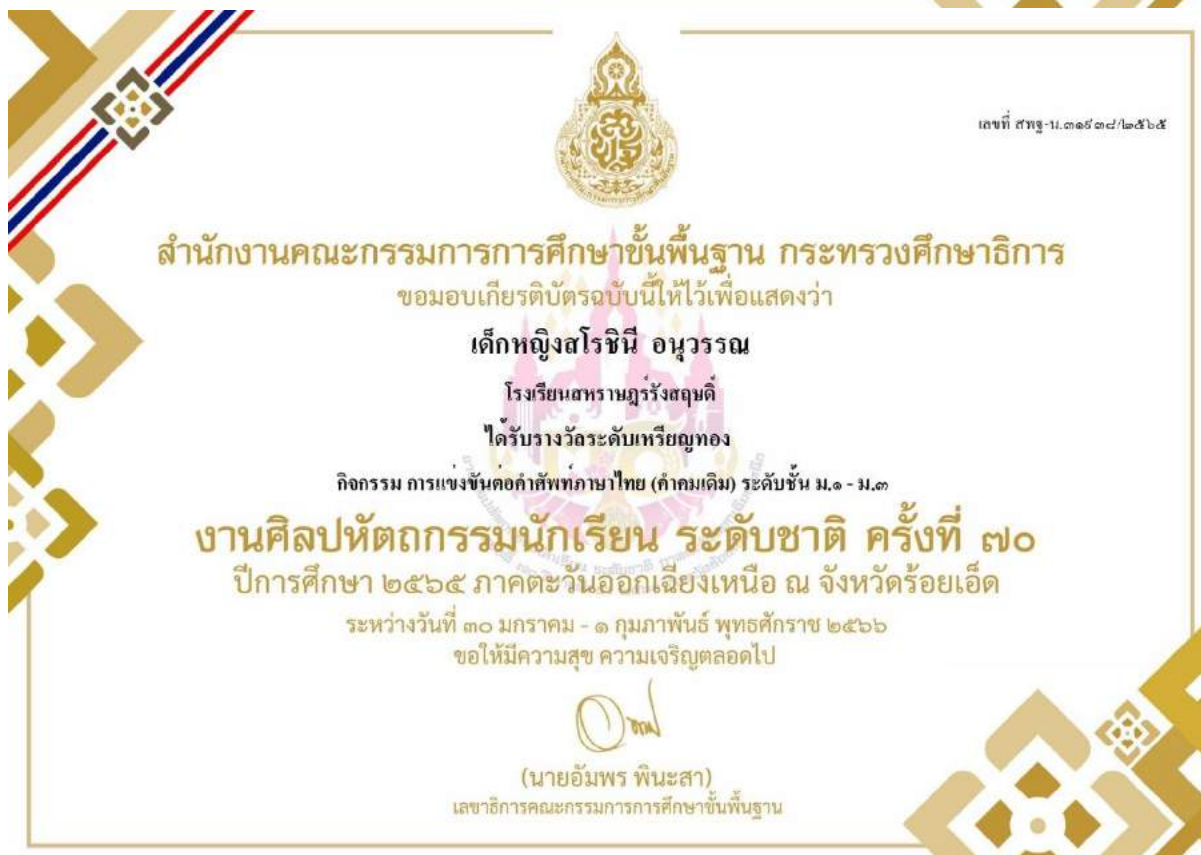 เลขที่ สพฐ-น.๓๑๙๓๘/๒๕๖๕
สำนักงานคณะกรรมการการศึกษาขั้นพื้นฐาน กระทรวงศึกษาธิการ
ขอมอบเกียรติบัตรฉบับนี้ให้ไว้เพื่อแสดงว่า
เด็กหญิงสโรชินี อนุวรรณ
โรงเรียนสหราษฎร์รังสฤษดิ์
ได้รับรางวัลระดับเหรียญทอง
กิจกรรม การแข่งขันต่อคำศัพท์ภาษาไทย (คำคมเดิม) ระดับชั้น ม.๑ - ม.๓
งานศิลปหัตถกรรมนักเรียน ระดับชาติ ครั้งที่ ๗๐
ปีการศึกษา ๒๕๖๕ ภาคตะวันออกเฉียงเหนือ ณ จังหวัดร้อยเอ็ด
ระหว่างวันที่ ๓๐ มกราคม - ๑ กุมภาพันธ์ พุทธศักราช ๒๕๖๖
ขอให้มีความสุข ความเจริญตลอดไป
(นายอัมพร พินะสา)
เลขาธิการคณะกรรมการการศึกษาขั้นพื้นฐาน